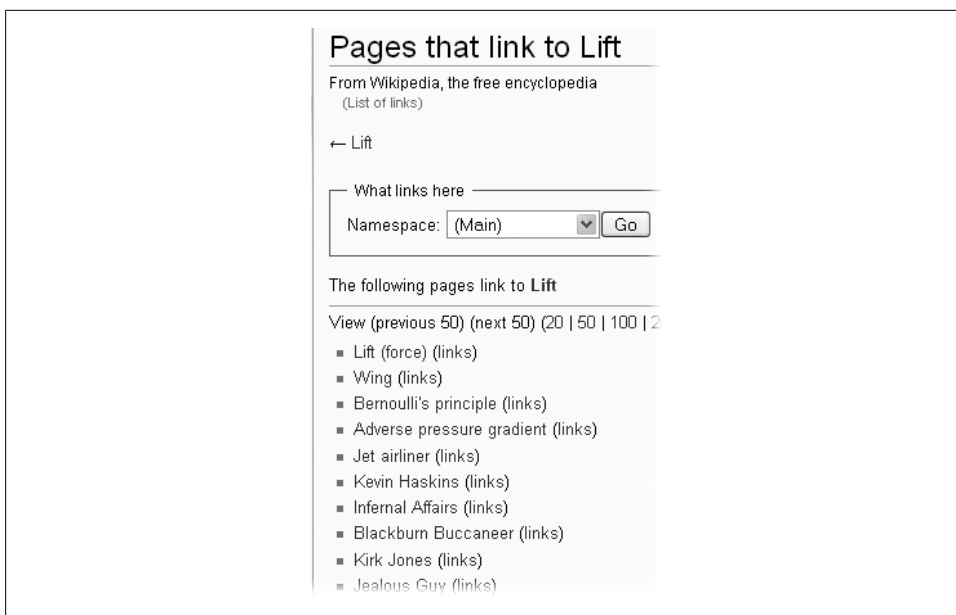 Pages that link to Lift
From Wikipedia, the free encyclopedia
(List of links)
← Lift
What links here
Namespace: (Main) Go
The following pages link to Lift
View (previous 50) (next 50) (20 | 50 | 100 |
Lift (force) (links)
Wing (links)
Bernoulli's principle (links)
Adverse pressure gradient (links)
Jet airliner (links)
Kevin Haskins (links)
Infernal Affairs (links)
Blackburn Buccaneer (links)
Kirk Jones (links)
Jealous Guy (links)